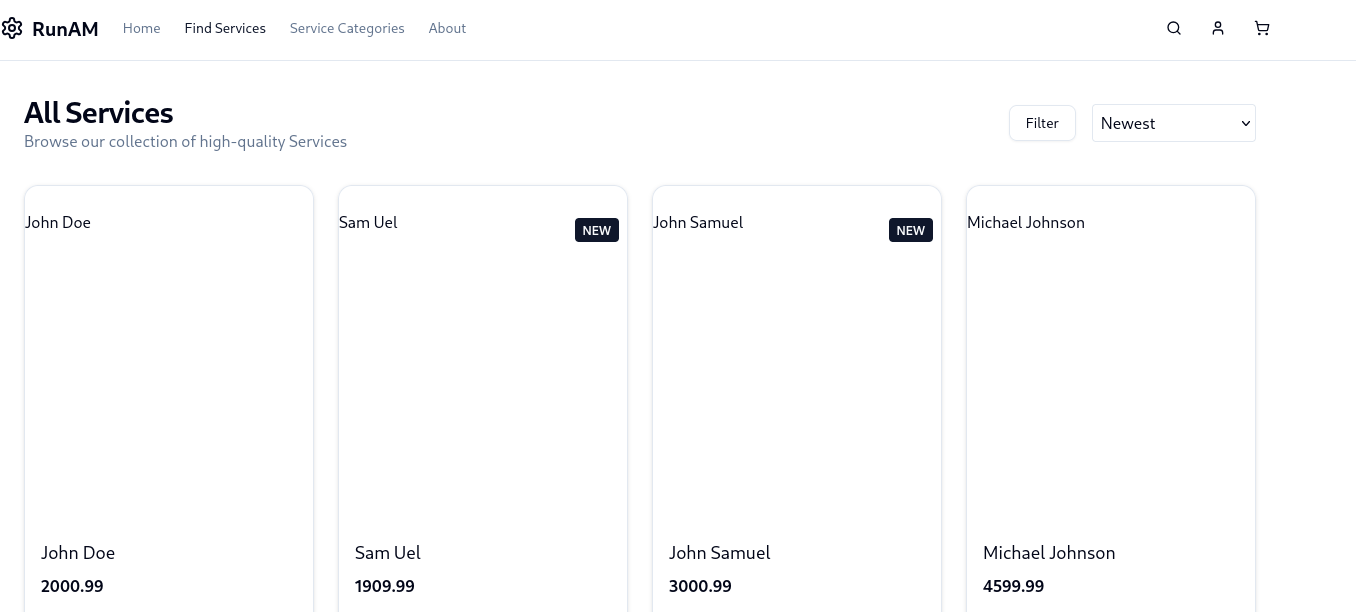 RunAM Home Find Services Service Categories About
All Services
Browse our collection of high-quality Services
Filter Newest
John Doe Sam Uel NEW John Samuel NEW Michael Johnson
John Doe Sam Uel John Samuel Michael Johnson
2000.99 1909.99 3000.99 4599.99